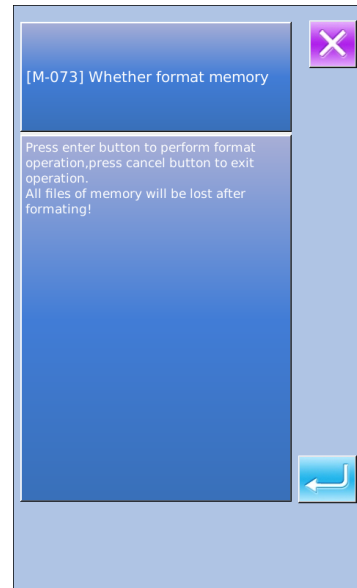 [M-073] Whether format memory
Press enter button to perform format
operation,press cancel button to exit
operation.
All files of memory will be lost after
formating!